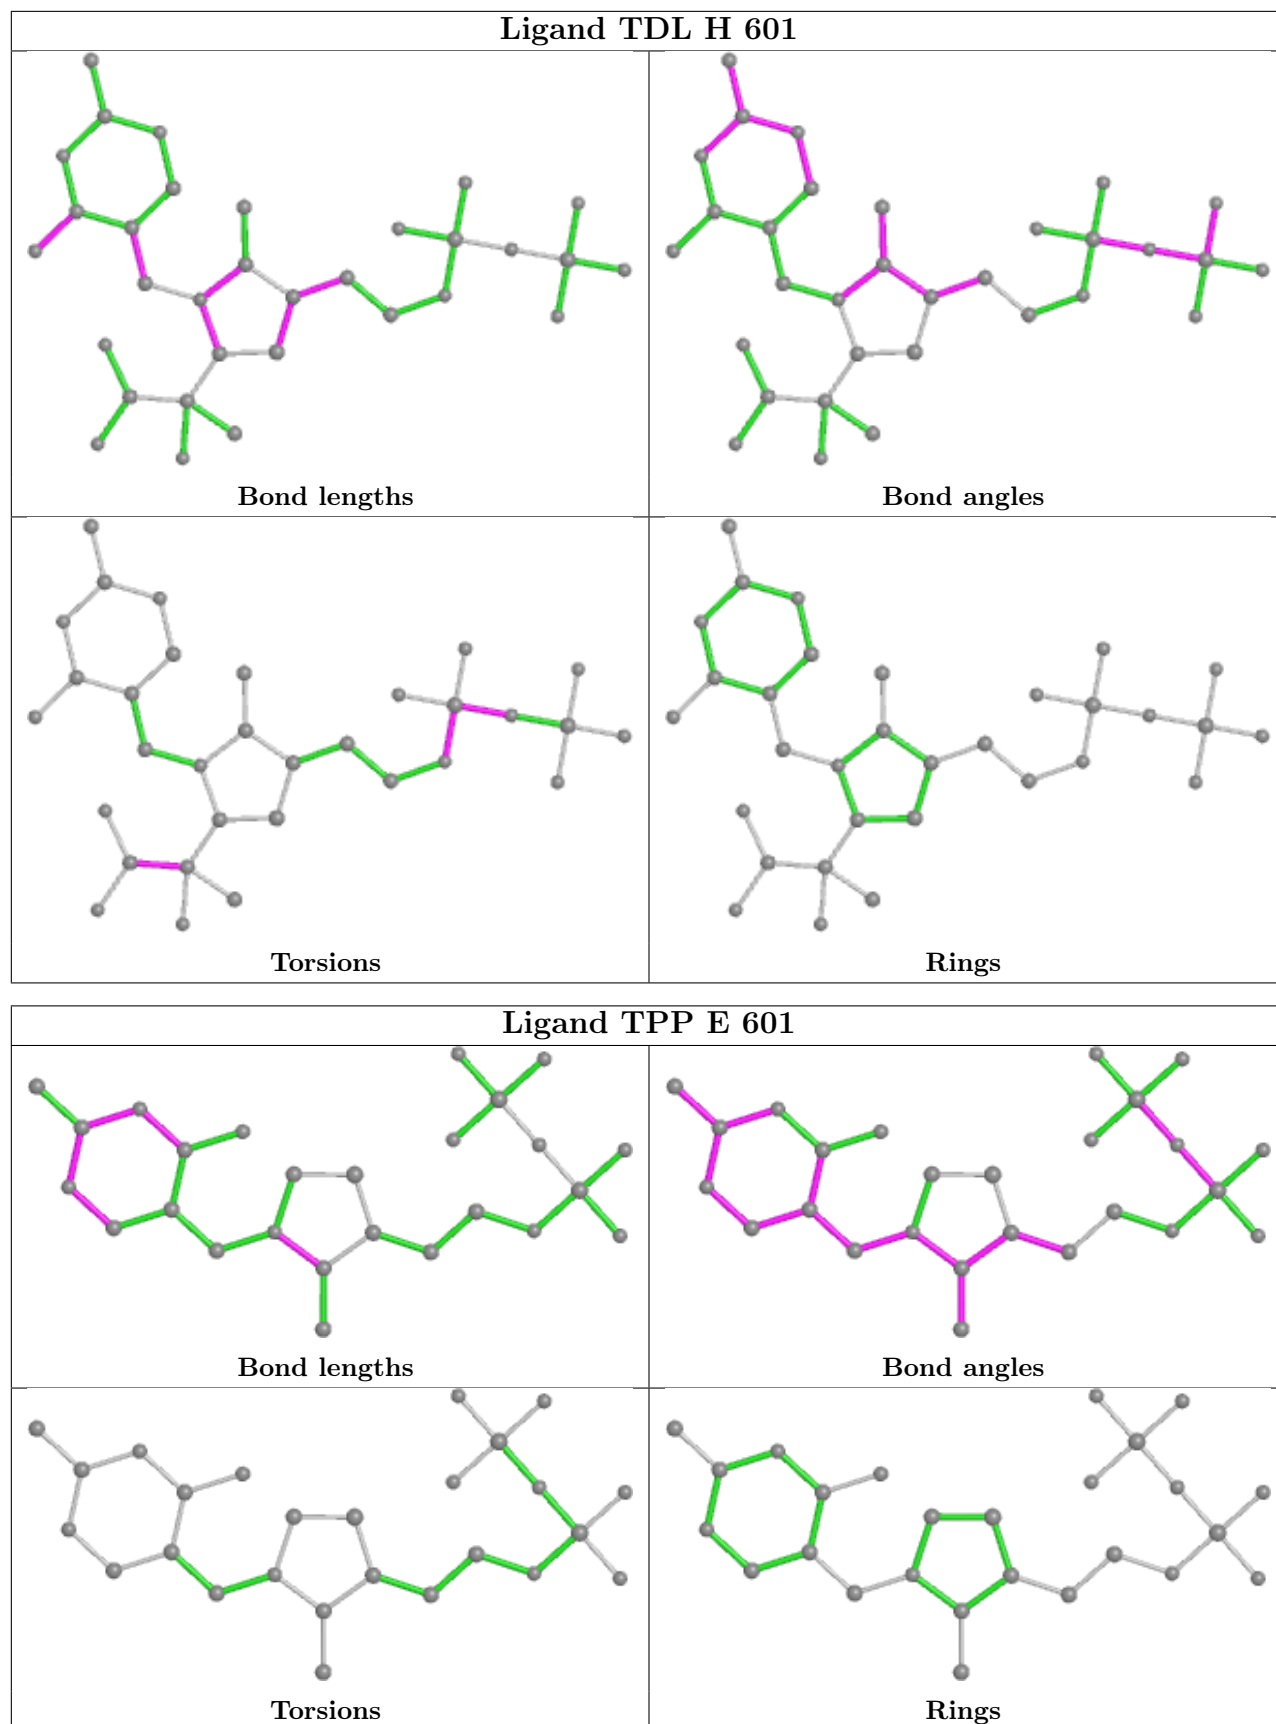 Ligand TDL H 601
Bond lengths
Bond angles
Torsions
Rings
Ligand TPP E 601
Bond lengths
Bond angles
Torsions
Rings